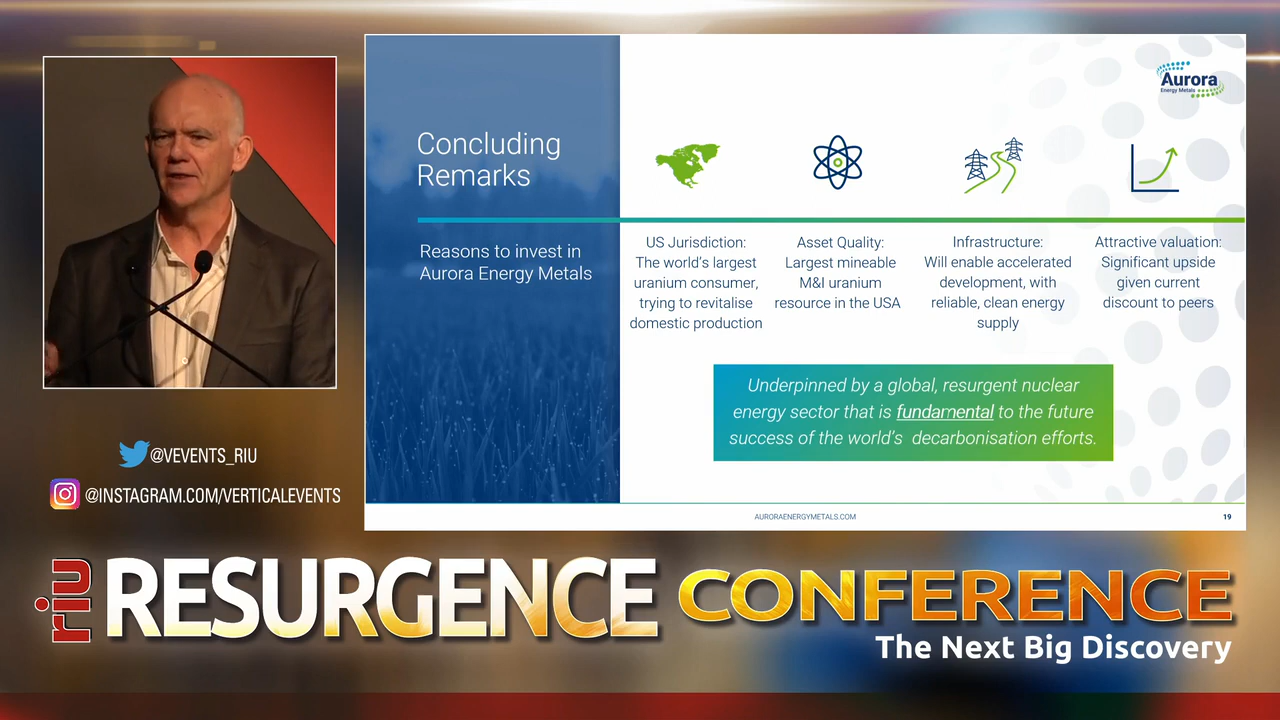 Aurora
Energy Metals
Concluding
Remarks
Reasons to invest in
Aurora Energy Metals
US Jurisdiction:
The world's largest
uranium consumer,
trying to revitalise
domestic production
Asset Quality:
Largest mineable
M&I uranium
resource in the USA
Infrastructure:
Will enable accelerated
development, with
reliable, clean energy
supply
Attractive valuation:
Significant upside
given current
discount to peers
Underpinned by a global, resurgent nuclear
energy sector that is fundamental to the future
success of the world's decarbonisation efforts.
AURORAENERGYMETALS.COM
19
@VEVENTS_RIU
@INSTAGRAM.COM/VERTICALEVENTS
riu RESURGENCE CONFERENCE
The Next Big Discovery